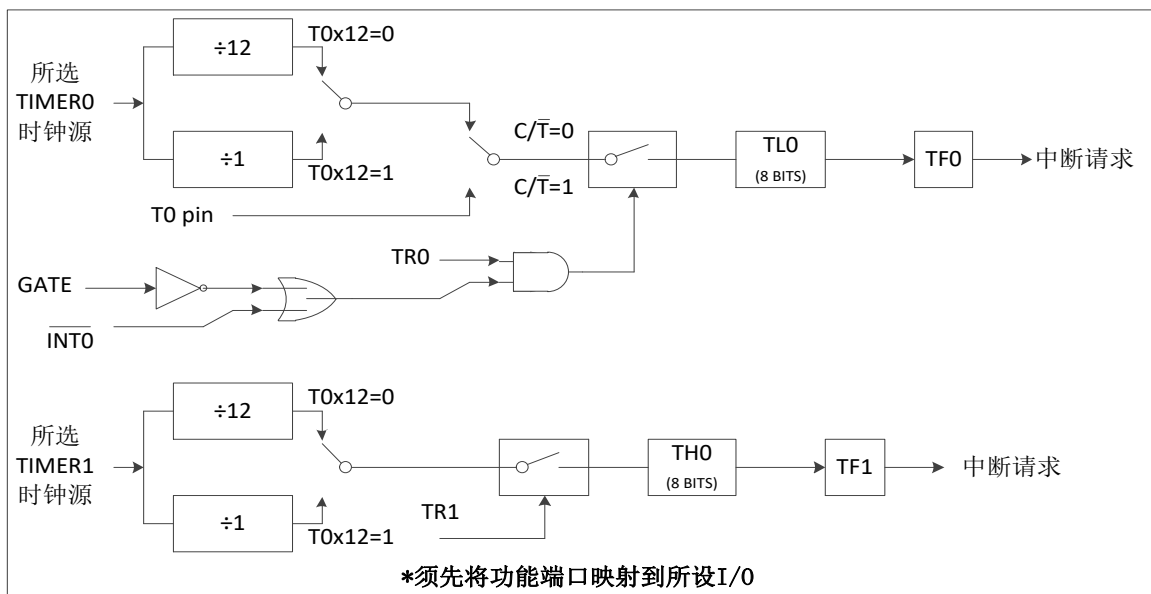 ÷12
T0x12=0
所选
TIMER0
时钟源
÷1
T0x12=1
C/T̅=0
C/T̅=1
TL0
(8 BITS)
TF0
中断请求
T0 pin
TR0
GATE
I̅N̅T̅0̅
÷12
T0x12=0
所选
TIMER1
时钟源
÷1
T0x12=1
TR1
TH0
(8 BITS)
TF1
中断请求
*须先将功能端口映射到所设I/O